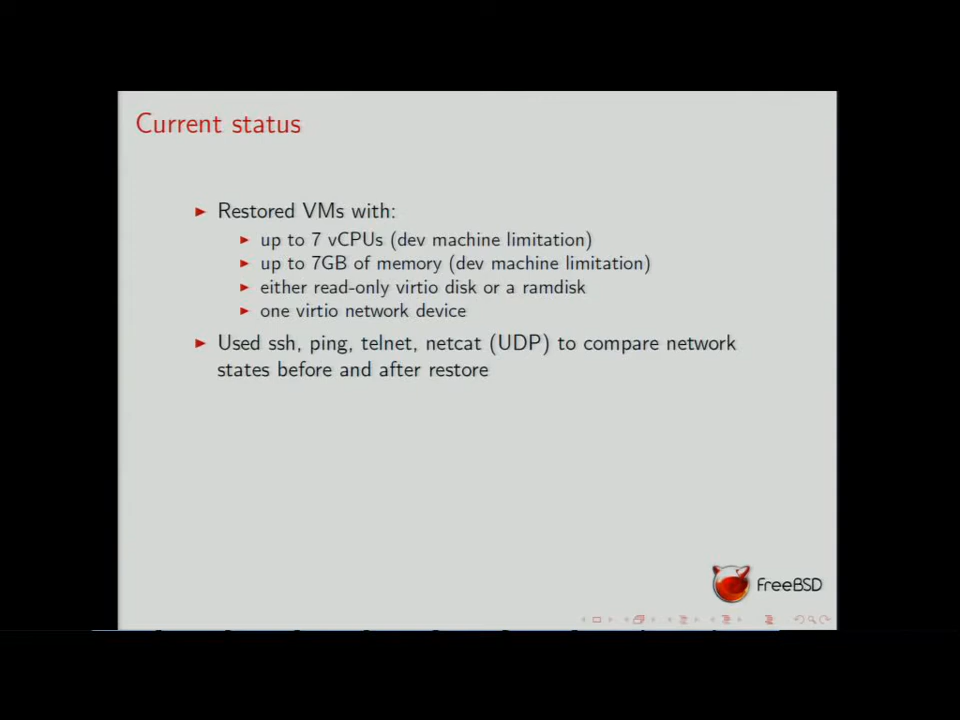 Current status
Restored VMs with:
up to 7 vCPUs (dev machine limitation)
up to 7GB of memory (dev machine limitation)
either read-only virtio disk or a ramdisk
one virtio network device
Used ssh, ping, telnet, netcat (UDP) to compare network
states before and after restore
FreeBSD